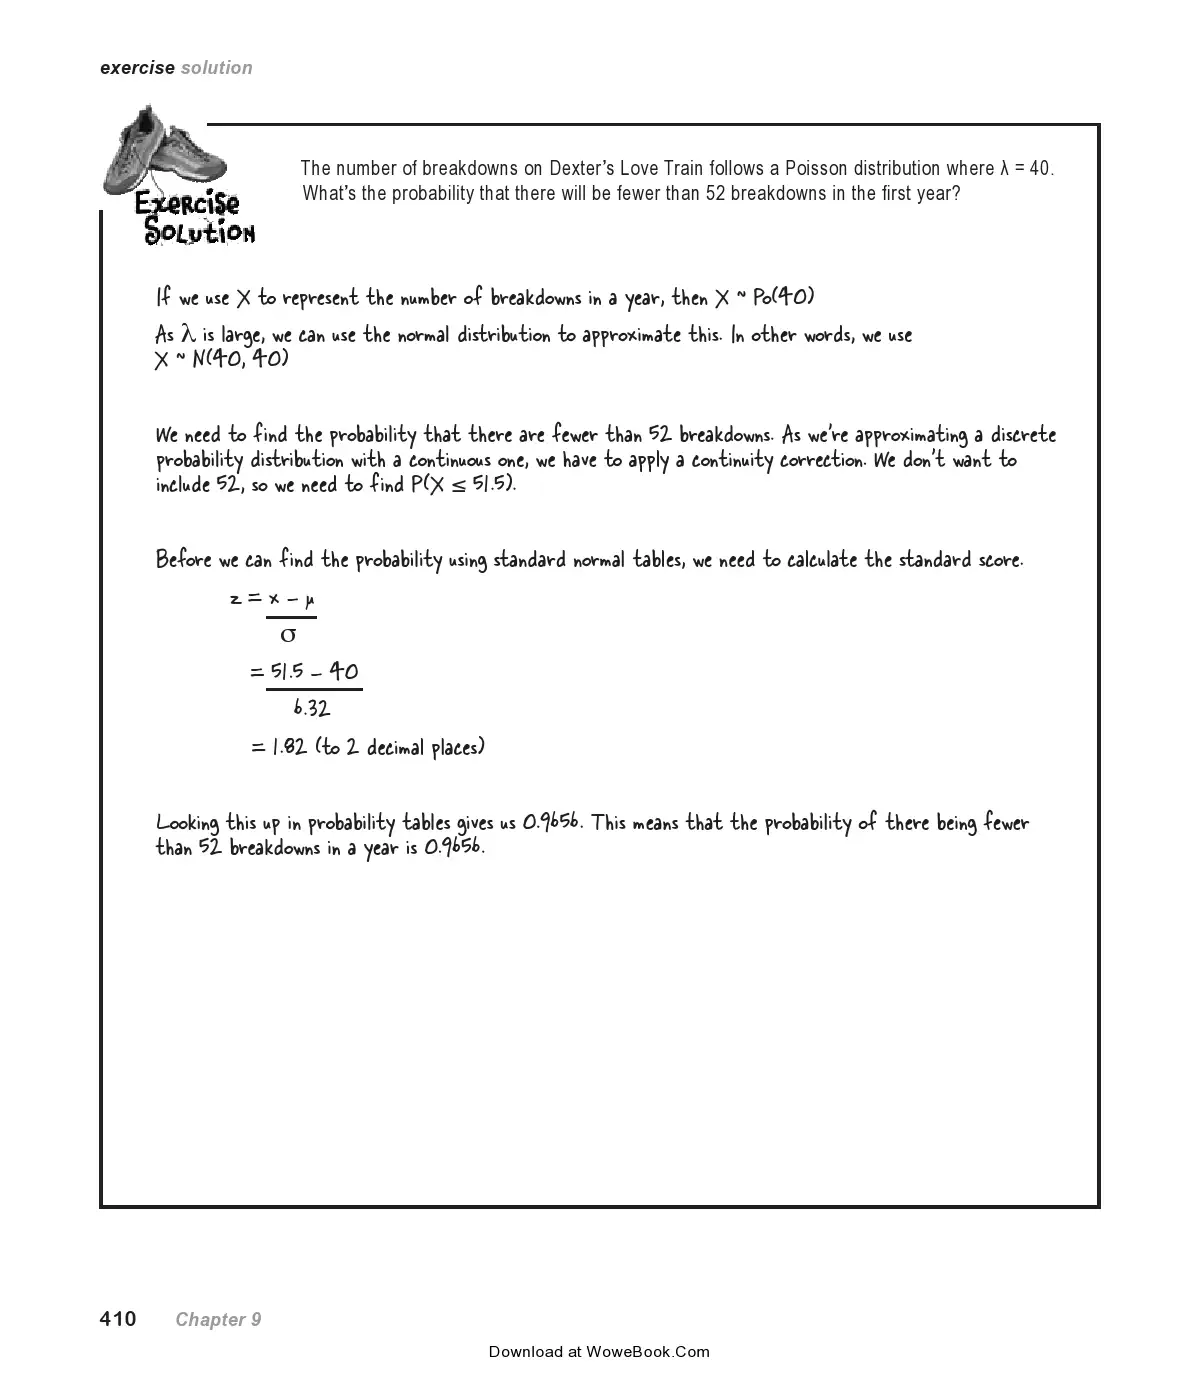 exercise solution
Exercise
Solution
The number of breakdowns on Dexter's Love Train follows a Poisson distribution where λ = 40.
What's the probability that there will be fewer than 52 breakdowns in the first year?
If we use X to represent the number of breakdowns in a year, then X ~ Po(40)
As λ is large, we can use the normal distribution to approximate this. In other words, we use
X ~ N(40, 40)
We need to find the probability that there are fewer than 52 breakdowns. As we're approximating a discrete
probability distribution with a continuous one, we have to apply a continuity correction. We don't want to
include 52, so we need to find P(X ≤ 51.5).
Before we can find the probability using standard normal tables, we need to calculate the standard score.
z = x - μ
σ
= 51.5 - 40
6.32
= 1.82 (to 2 decimal places)
Looking this up in probability tables gives us 0.9656. This means that the probability of there being fewer
than 52 breakdowns in a year is 0.9656.
410 Chapter 9
Download at WoweBook.Com